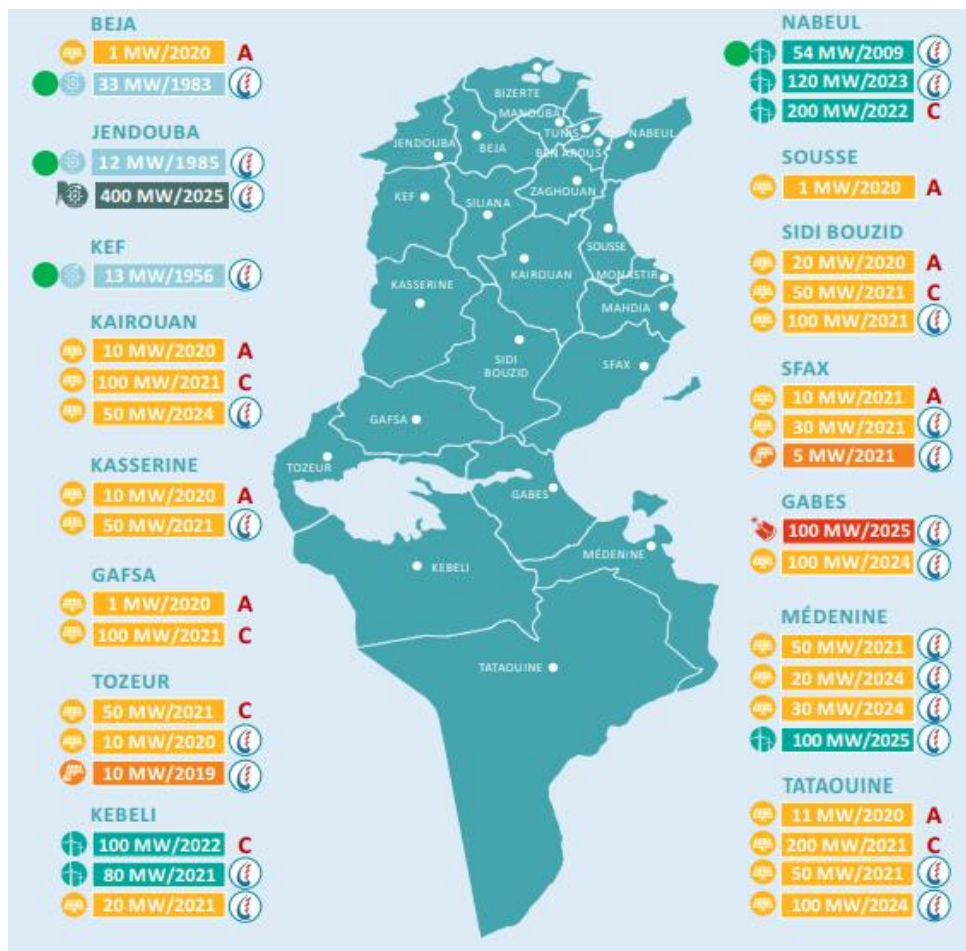 BEJA
1 MW/2020 A
33 MW/1983
JENDOUBA
12 MW/1985
400 MW/2025
KEF
13 MW/1956
KAIROUAN
10 MW/2020 A
100 MW/2021 C
50 MW/2024
KASSERINE
10 MW/2020 A
50 MW/2021
GAFSA
1 MW/2020 A
100 MW/2021 C
TOZEUR
50 MW/2021 C
10 MW/2020
10 MW/2019
KEBELI
100 MW/2022 C
80 MW/2021
20 MW/2021
BIZERTE
MANOUBA
TUNIS
NABEUL
JENDOUBA
BEJA
BEN AROUS
ZAGHOUAN
KEF
SILIANA
SOUSSE
KAIROUAN
MONASTIR
KASSERINE
MAHDIA
SIDI
BOUZID
SFAX
GAFSA
TOZEUR
GABES
MÉDENINE
KEBELI
TATAOUINE
NABEUL
54 MW/2009
120 MW/2023
200 MW/2022 C
SOUSSE
1 MW/2020 A
SIDI BOUZID
20 MW/2020 A
50 MW/2021 C
100 MW/2021
SFAX
10 MW/2021 A
30 MW/2021
5 MW/2021
GABES
100 MW/2025
100 MW/2024
MÉDENINE
50 MW/2021
20 MW/2024
30 MW/2024
100 MW/2025
TATAOUINE
11 MW/2020 A
200 MW/2021 C
50 MW/2021
100 MW/2024